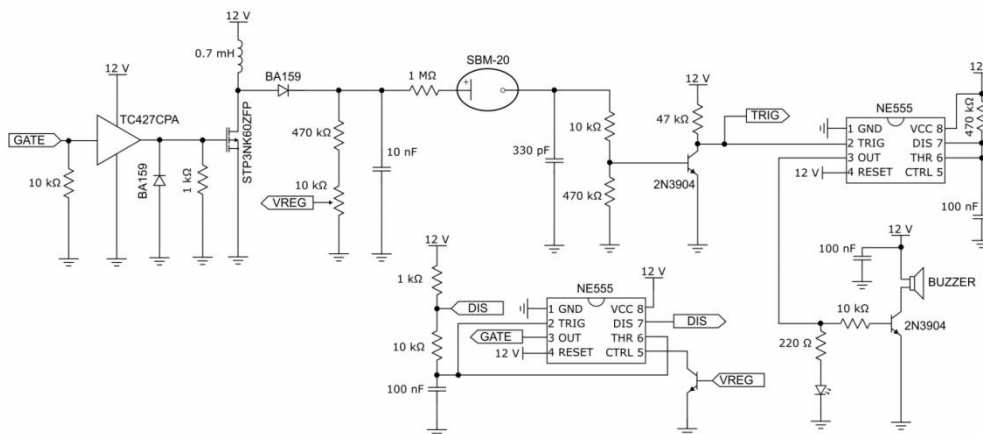 12 V
0.7 mH
12 V
TC427CPA
GATE
10 kΩ
BA159
1 kΩ
STP3NK60ZFP
BA159
470 kΩ
10 kΩ
VREG
10 nF
1 MΩ
SBM-20
330 pF
10 kΩ
470 kΩ
12 V
47 kΩ
TRIG
2N3904
NE555
1 GND
2 TRIG
3 OUT
4 RESET
VCC 8
DIS 7
THR 6
CTRL 5
12 V
12 V
470 kΩ
100 nF
12 V
1 kΩ
DIS
10 kΩ
100 nF
GATE
12 V
NE555
1 GND
2 TRIG
3 OUT
4 RESET
VCC 8
DIS 7
THR 6
CTRL 5
12 V
DIS
VREG
12 V
100 nF
BUZZER
10 kΩ
2N3904
220 Ω